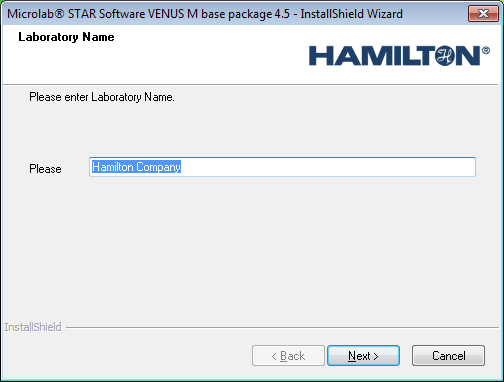 Microlab® STAR Software VENUS M base package 4.5 - InstallShield Wizard
Laboratory Name
HAMILTON®
Please enter Laboratory Name.
Please Hamilton Company
InstallShield
< Back Next > Cancel